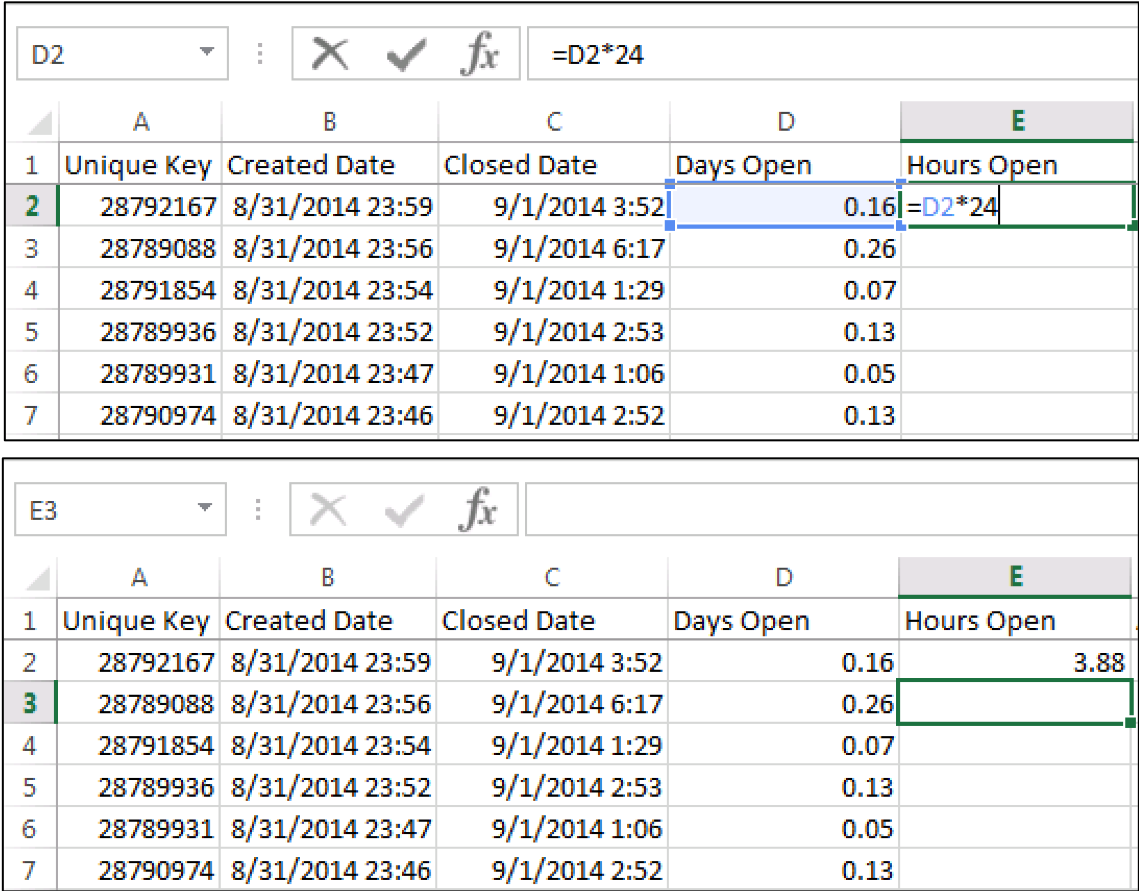 D2 fx =D2*24
A B C D E
1 Unique Key Created Date Closed Date Days Open Hours Open
2 28792167 8/31/2014 23:59 9/1/2014 3:52 0.16 =D2*24
3 28789088 8/31/2014 23:56 9/1/2014 6:17 0.26
4 28791854 8/31/2014 23:54 9/1/2014 1:29 0.07
5 28789936 8/31/2014 23:52 9/1/2014 2:53 0.13
6 28789931 8/31/2014 23:47 9/1/2014 1:06 0.05
7 28790974 8/31/2014 23:46 9/1/2014 2:52 0.13
E3 fx
A B C D E
1 Unique Key Created Date Closed Date Days Open Hours Open
2 28792167 8/31/2014 23:59 9/1/2014 3:52 0.16 3.88
3 28789088 8/31/2014 23:56 9/1/2014 6:17 0.26
4 28791854 8/31/2014 23:54 9/1/2014 1:29 0.07
5 28789936 8/31/2014 23:52 9/1/2014 2:53 0.13
6 28789931 8/31/2014 23:47 9/1/2014 1:06 0.05
7 28790974 8/31/2014 23:46 9/1/2014 2:52 0.13